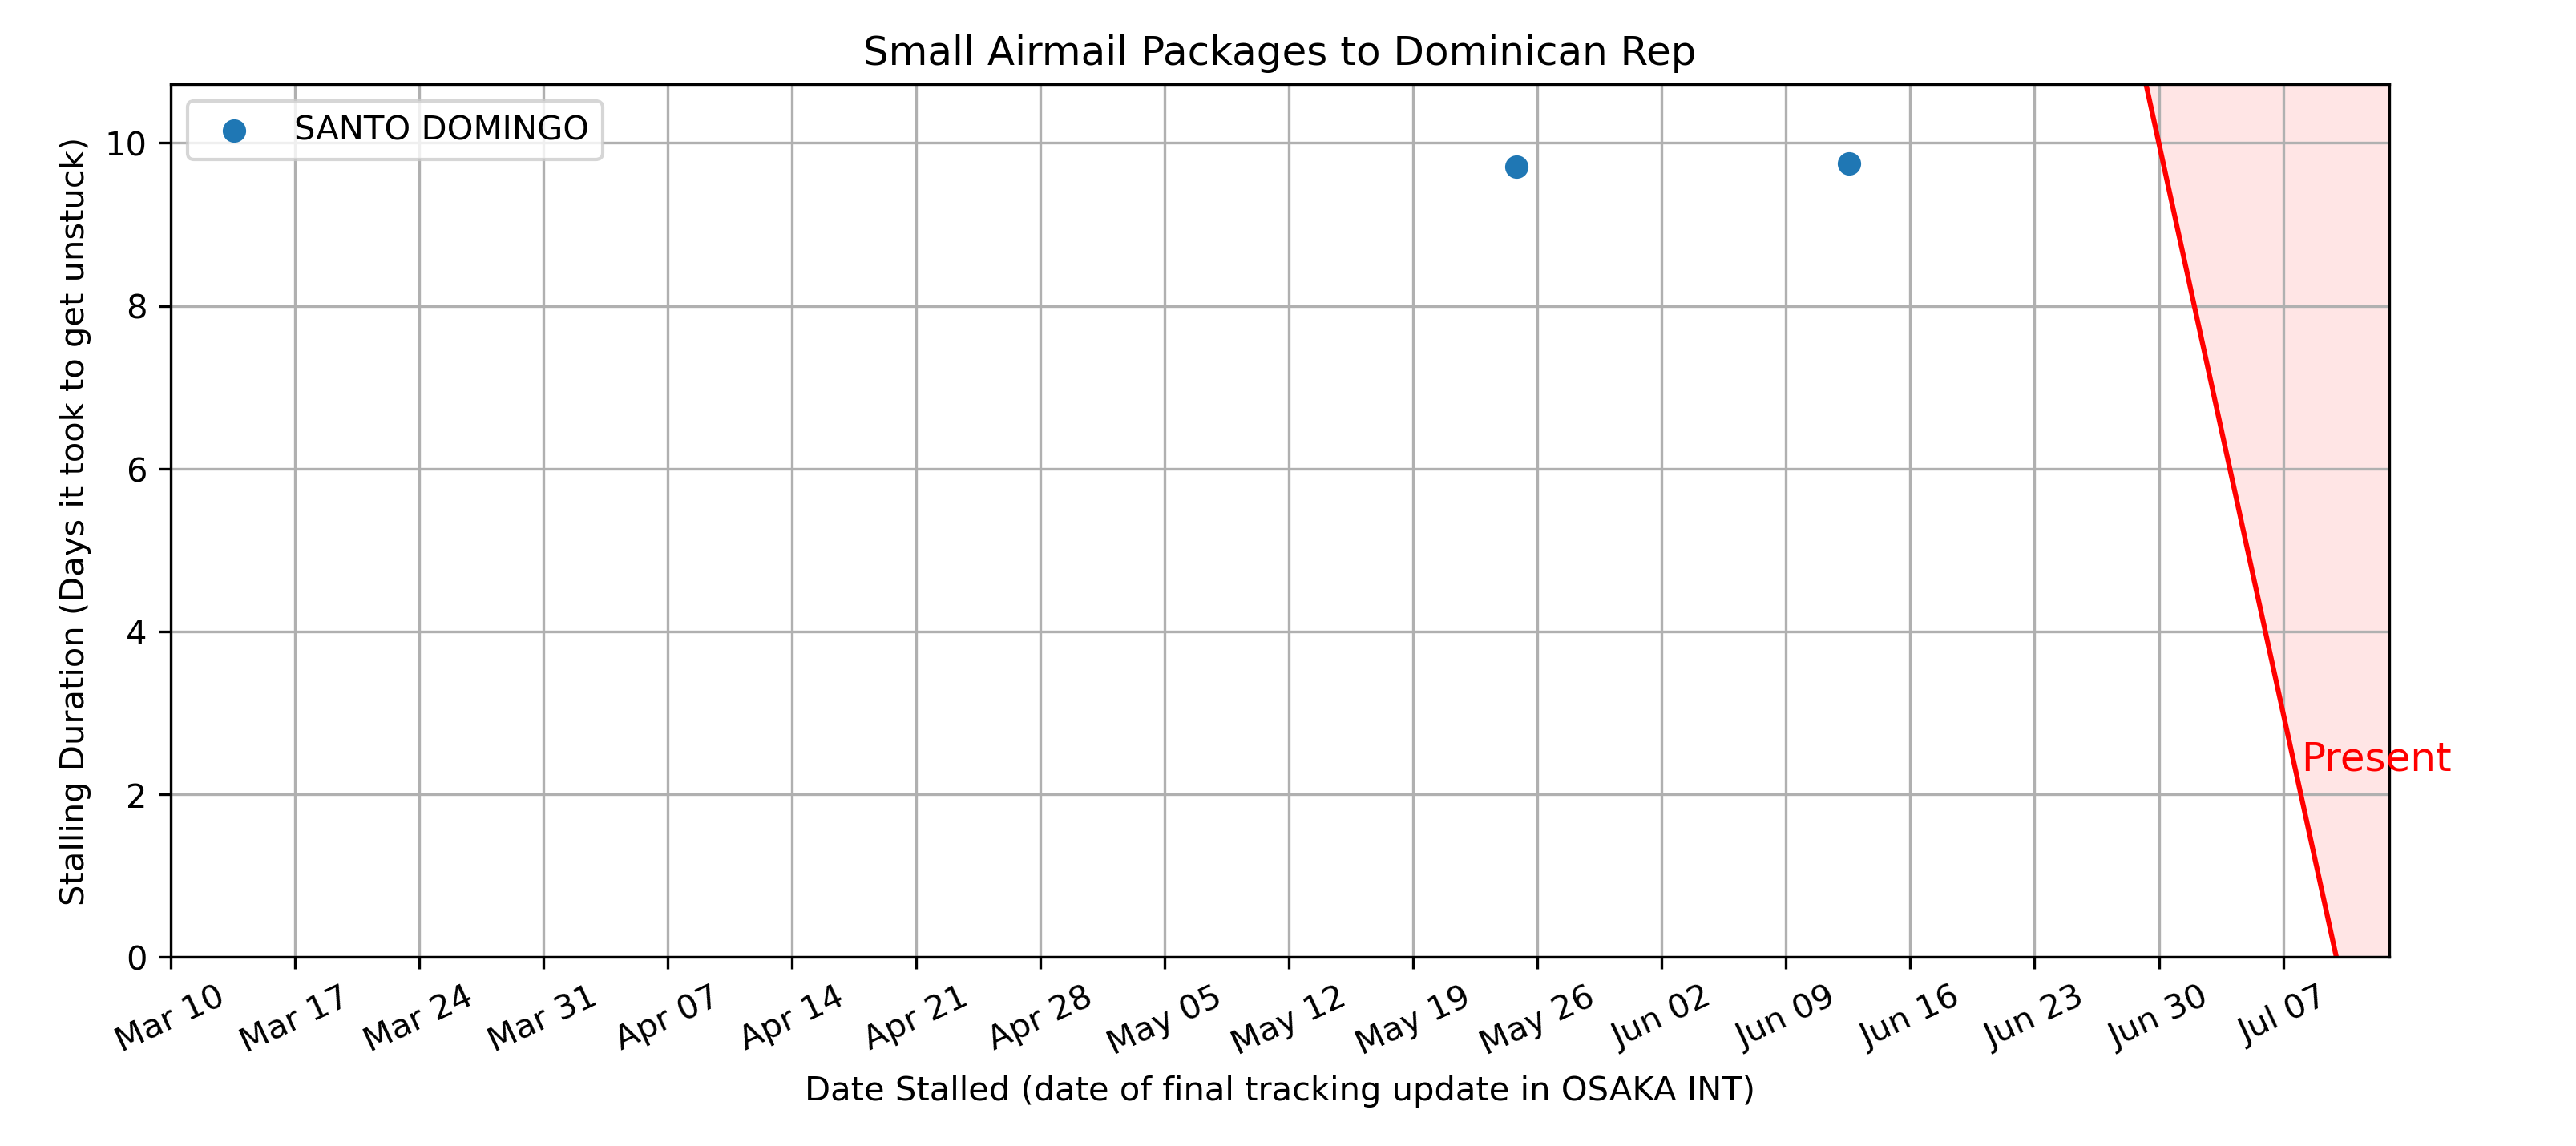 Small Airmail Packages to Dominican Rep
SANTO DOMINGO
Stalling Duration (Days it took to get unstuck)
10
8
6
4
2
0
Present
Mar 10
Mar 17
Mar 24
Mar 31
Apr 07
Apr 14
Apr 21
Apr 28
May 05
May 12
May 19
May 26
Jun 02
Jun 09
Jun 16
Jun 23
Jun 30
Jul 07
Date Stalled (date of final tracking update in OSAKA INT)